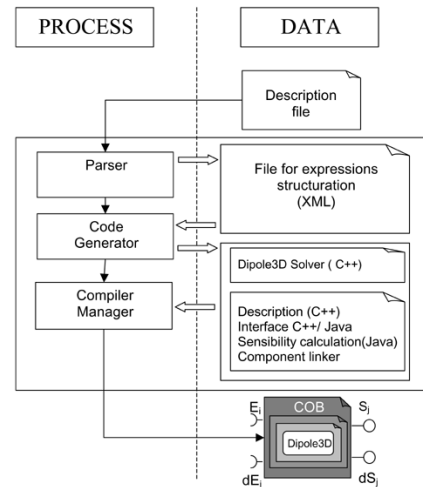 PROCESS
DATA
Description
file
Parser
File for expressions
structuration
(XML)
Code
Generator
Dipole3D Solver ( C++)
Compiler
Manager
Description (C++)
Interface C++/ Java
Sensibility calculation(Java)
Component linker
Ei
COB
Sj
Dipole3D
dEi
dSj